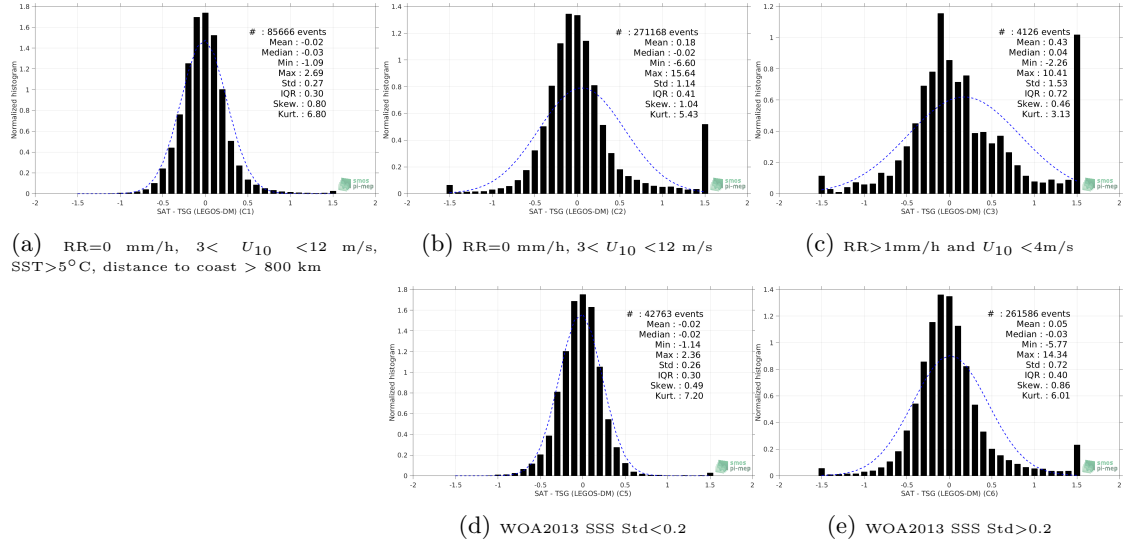 1.8
1.6
1.4
1.2
1
0.8
0.6
0.4
0.2
0
Normalized histogram
# : 85666 events
Mean : -0.02
Median : -0.03
Min : -1.09
Max : 2.69
Std : 0.27
IQR : 0.30
Skew. : 0.80
Kurt. : 6.80
smos
pi-mep
-2 -1.5 -1 -0.5 0 0.5 1 1.5 2
SAT - TSG (LEGOS-DM) (C1)
(a) RR=0 mm/h, 3< U10 <12 m/s,
SST>5°C, distance to coast > 800 km
1.4
1.2
1
0.8
0.6
0.4
0.2
0
Normalized histogram
# : 271168 events
Mean : 0.18
Median : -0.02
Min : -6.60
Max : 15.64
Std : 1.14
IQR : 0.41
Skew. : 1.04
Kurt. : 5.43
smos
pi-mep
-2 -1.5 -1 -0.5 0 0.5 1 1.5 2
SAT - TSG (LEGOS-DM) (C2)
(b) RR=0 mm/h, 3< U10 <12 m/s
1.2
1
0.8
0.6
0.4
0.2
0
Normalized histogram
# : 4126 events
Mean : 0.43
Median : 0.04
Min : -2.26
Max : 10.41
Std : 1.53
IQR : 0.72
Skew. : 0.46
Kurt. : 3.13
smos
pi-mep
-2 -1.5 -1 -0.5 0 0.5 1 1.5 2
SAT - TSG (LEGOS-DM) (C3)
(c) RR>1mm/h and U10 <4m/s
1.8
1.6
1.4
1.2
1
0.8
0.6
0.4
0.2
0
Normalized histogram
# : 42763 events
Mean : -0.02
Median : -0.02
Min : -1.14
Max : 2.36
Std : 0.26
IQR : 0.30
Skew. : 0.49
Kurt. : 7.20
smos
pi-mep
-2 -1.5 -1 -0.5 0 0.5 1 1.5 2
SAT - TSG (LEGOS-DM) (C5)
(d) WOA2013 SSS Std<0.2
1.4
1.2
1
0.8
0.6
0.4
0.2
0
Normalized histogram
# : 261586 events
Mean : 0.05
Median : -0.03
Min : -5.77
Max : 14.34
Std : 0.72
IQR : 0.40
Skew. : 0.86
Kurt. : 6.01
smos
pi-mep
-2 -1.5 -1 -0.5 0 0.5 1 1.5 2
SAT - TSG (LEGOS-DM) (C6)
(e) WOA2013 SSS Std>0.2